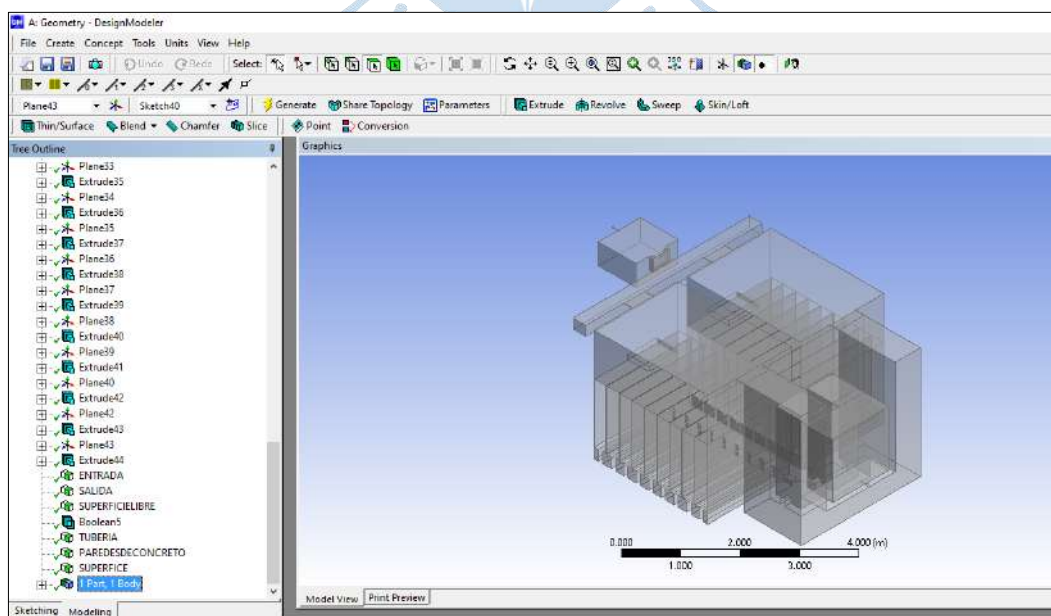 DM A: Geometry - DesignModeler
File Create Concept Tools Units View Help
Undo Redo Select:
Plane43 Sketch40 Generate Share Topology Parameters Extrude Revolve Sweep Skin/Loft
Thin/Surface Blend Chamfer Slice Point Conversion
Tree Outline
Plane33
Extrude35
Plane34
Extrude36
Plane35
Extrude37
Plane36
Extrude38
Plane37
Extrude39
Plane38
Extrude40
Plane39
Extrude41
Plane40
Extrude42
Plane42
Extrude43
Plane43
Extrude44
ENTRADA
SALIDA
SUPERFICIELIBRE
Boolean5
TUBERIA
PAREDESDECONCRETO
SUPERFICE
1 Part, 1 Body
Sketching Modeling
Graphics
0.000 2.000 4.000 (m)
1.000 3.000
Model View Print Preview